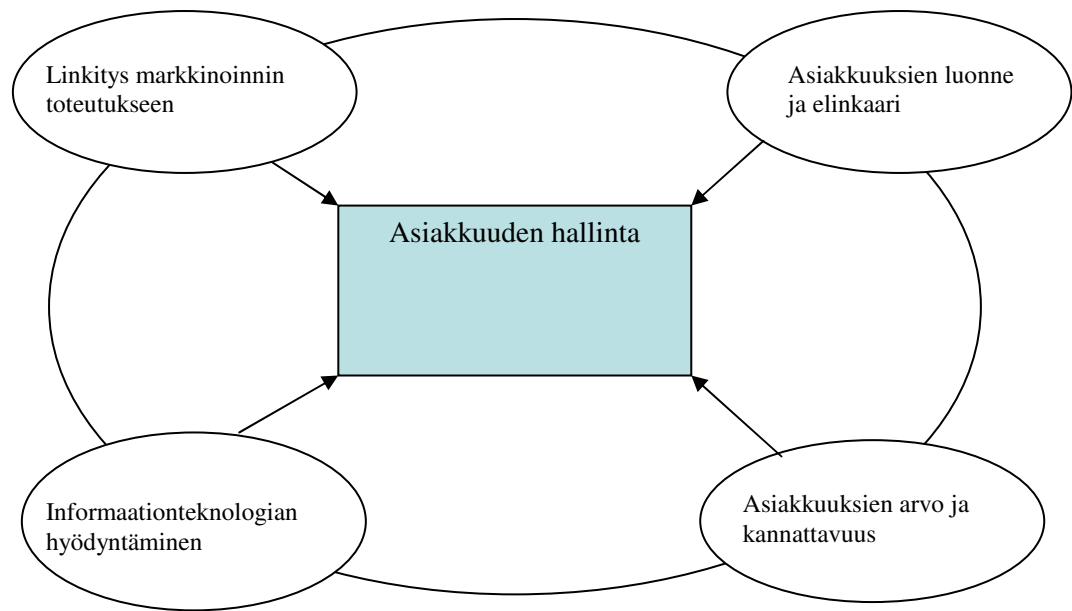 Linkitys markkinoinnin
toteutukseen
Asiakkuuksien luonne
ja elinkaari
Asiakkuuden hallinta
Informaationteknologian
hyödyntäminen
Asiakkuuksien arvo ja
kannattavuus